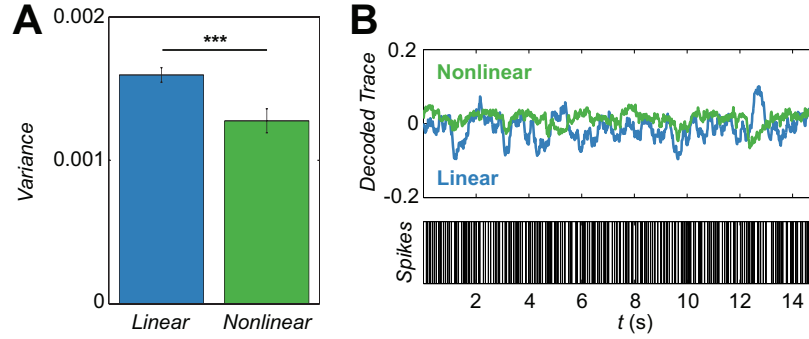 A
0.002
***
0.001
0
Variance
Linear Nonlinear
B
0.2
Nonlinear
0
Linear
-0.2
Decoded Trace
Spikes
2 4 6 8 10 12 14
t (s)